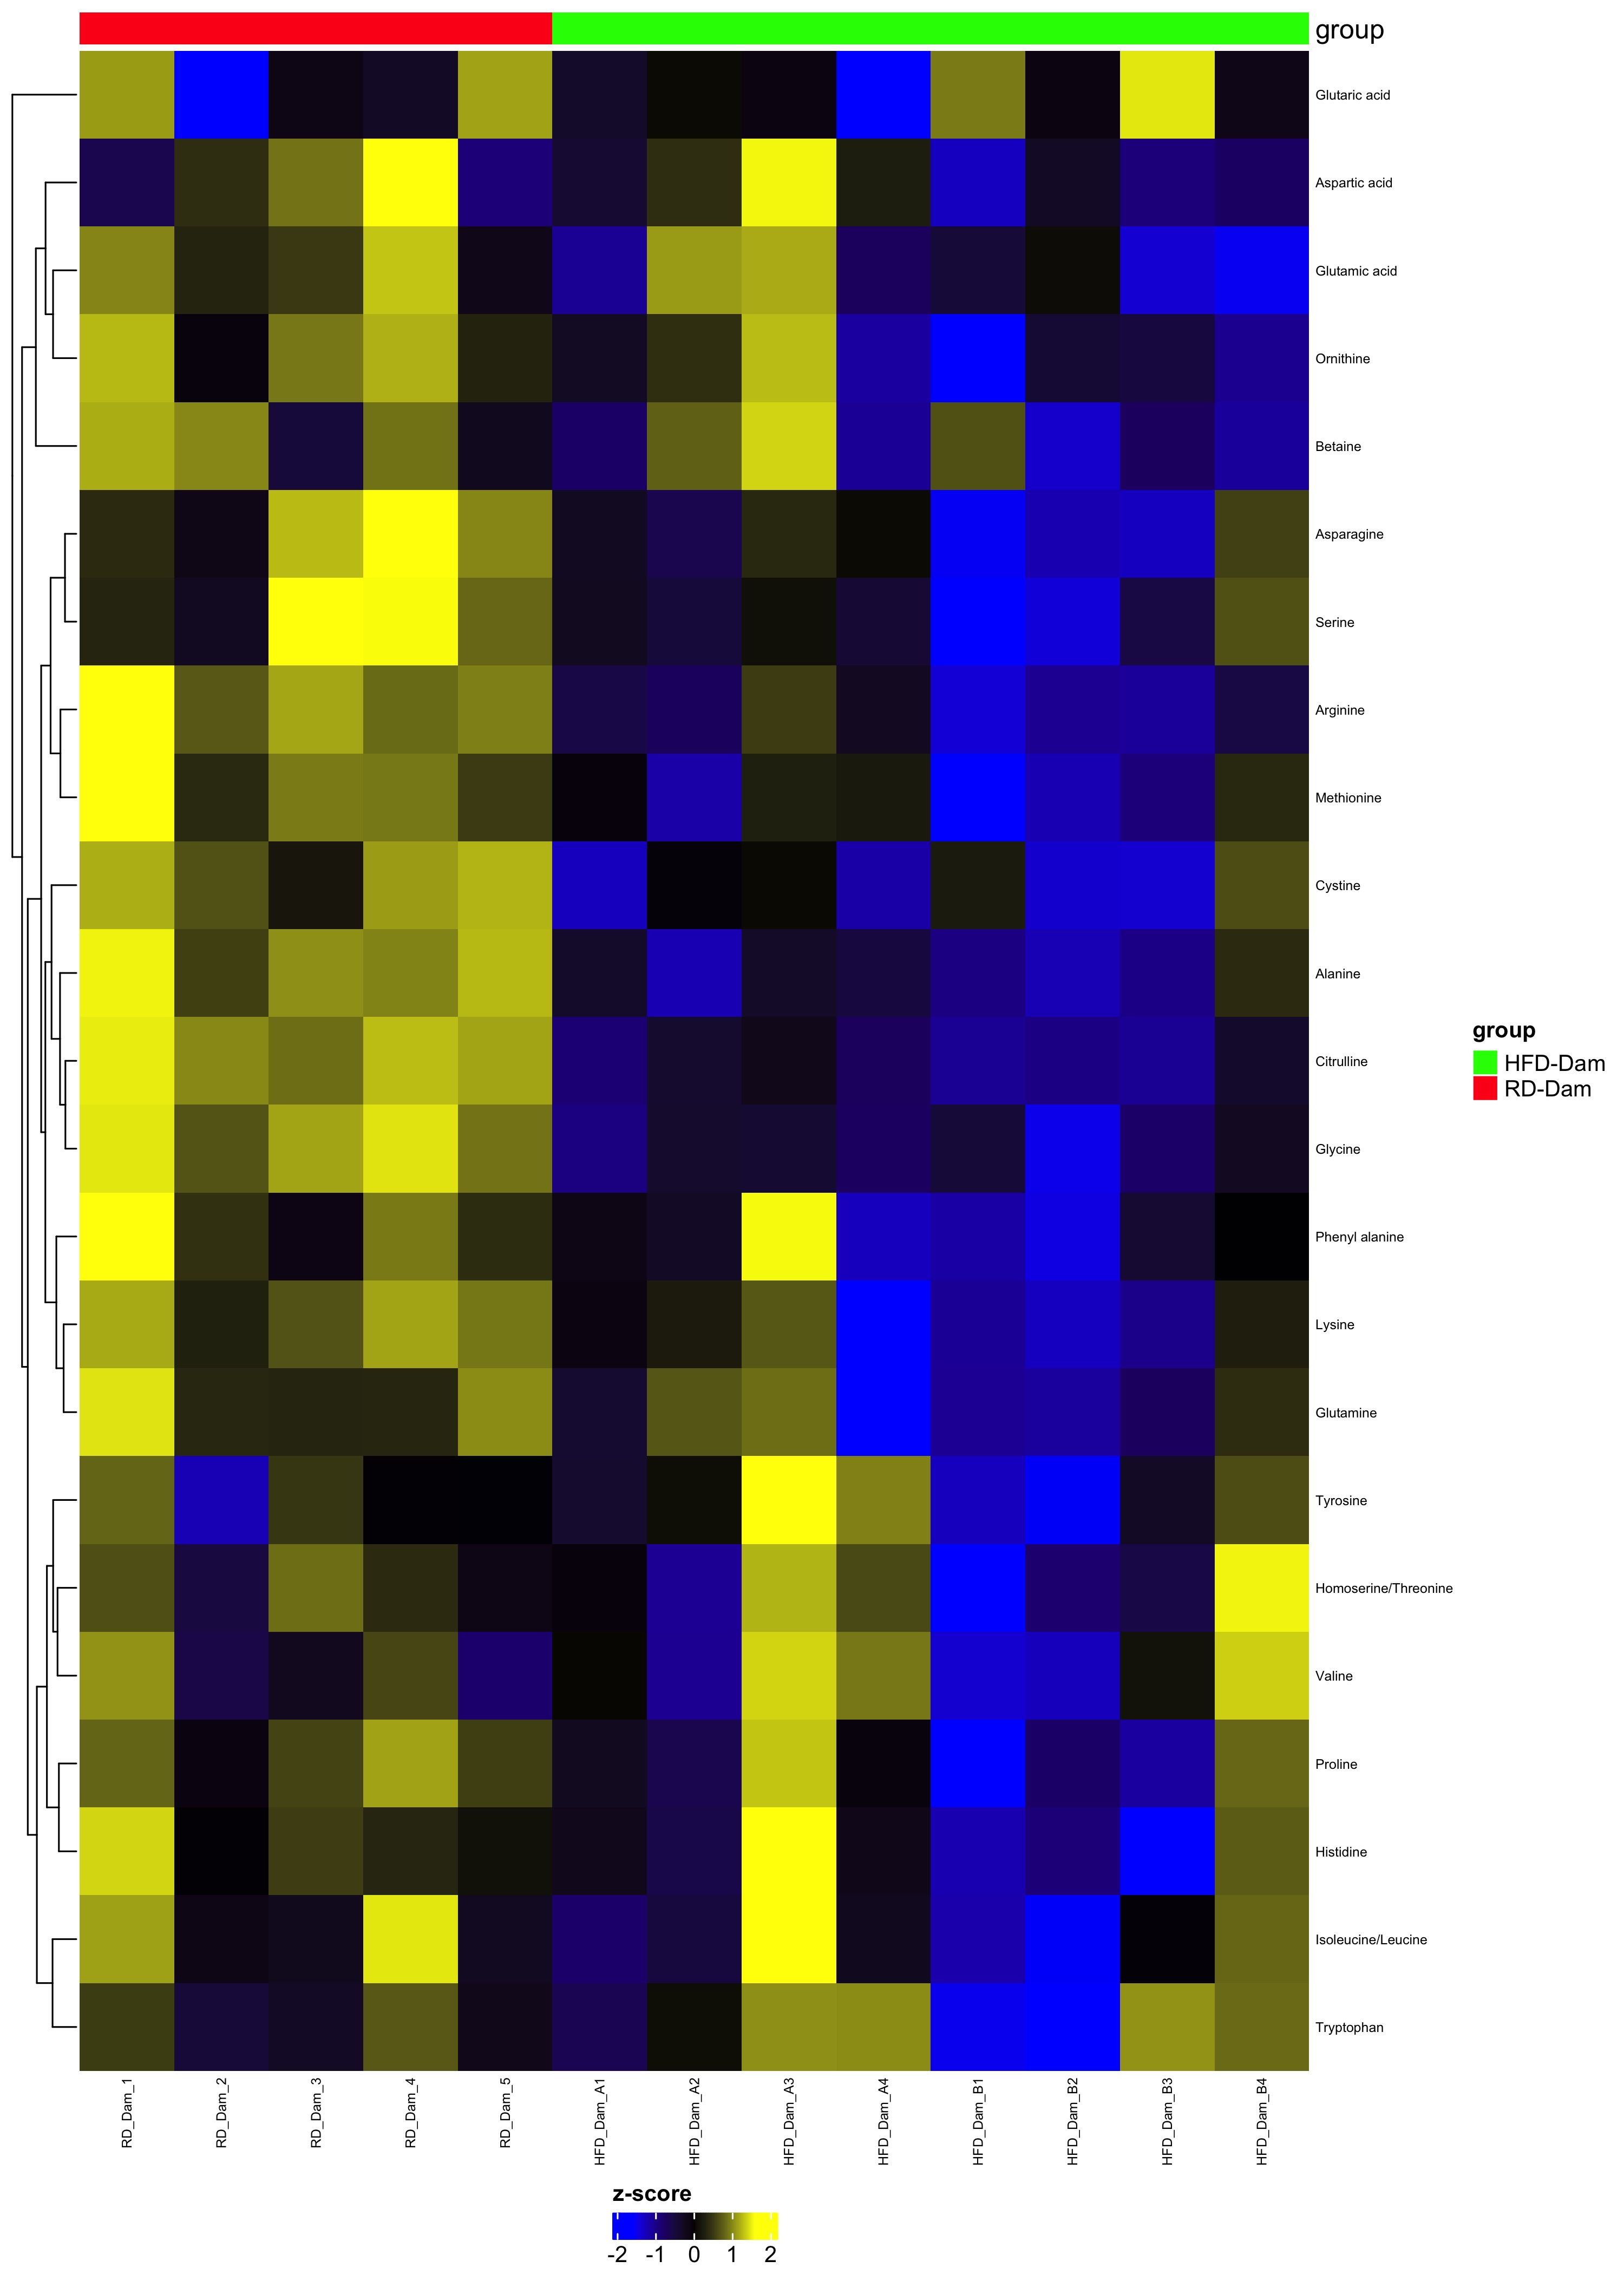 group
Glutaric acid
Aspartic acid
Glutamic acid
Ornithine
Betaine
Asparagine
Serine
Arginine
Methionine
Cystine
Alanine
Citrulline
Glycine
Phenyl alanine
Lysine
Glutamine
Tyrosine
Homoserine/Threonine
Valine
Proline
Histidine
Isoleucine/Leucine
Tryptophan
group
HFD-Dam
RD-Dam
RD_Dam_1
RD_Dam_2
RD_Dam_3
RD_Dam_4
RD_Dam_5
HFD_Dam_A1
HFD_Dam_A2
HFD_Dam_A3
HFD_Dam_A4
HFD_Dam_B1
HFD_Dam_B2
HFD_Dam_B3
HFD_Dam_B4
z-score
-2 -1 0 1 2